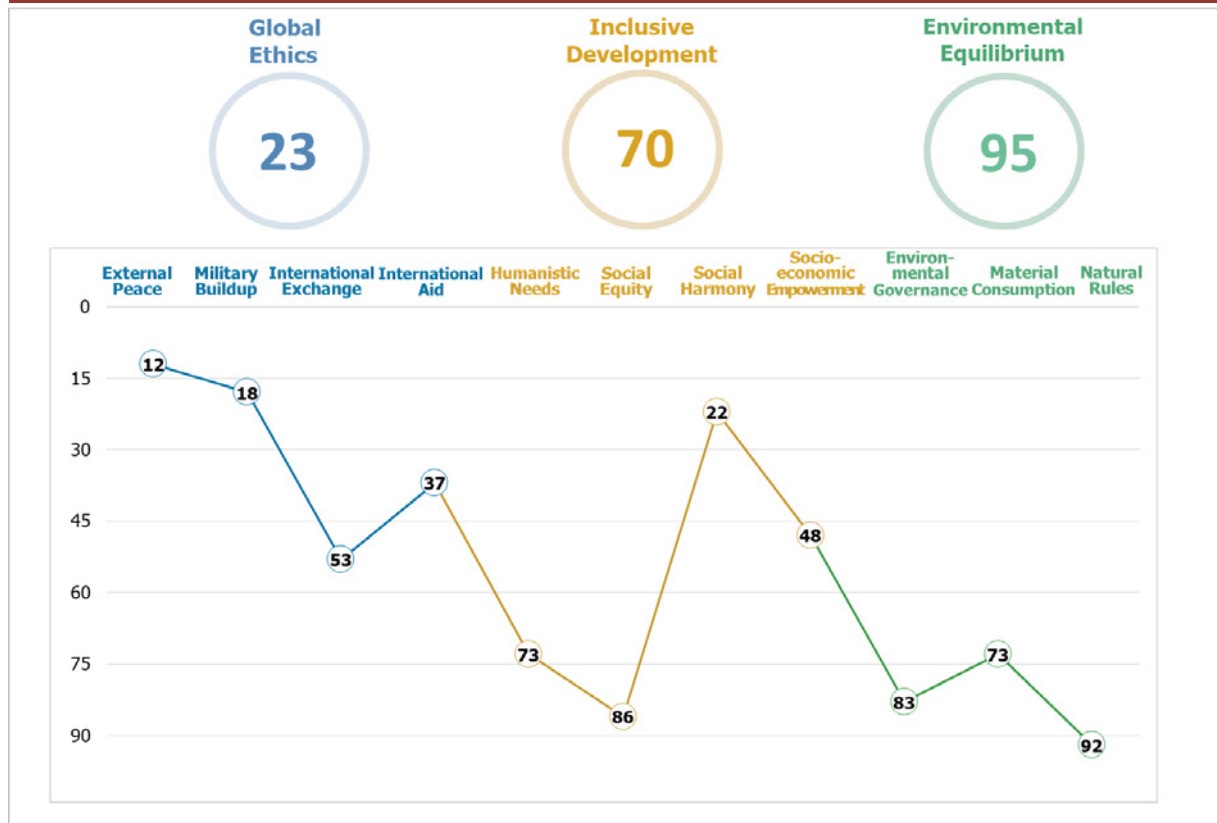 Global
Ethics
23
Inclusive
Development
70
Environmental
Equilibrium
95
External
Peace
Military
Buildup
International
Exchange
International
Aid
Humanistic
Needs
Social
Equity
Social
Harmony
Socio-
economic
Empowerment
Environ-
mental
Governance
Material
Consumption
Natural
Rules
0
15
30
45
60
75
90
12
18
53
37
73
86
22
48
83
73
92